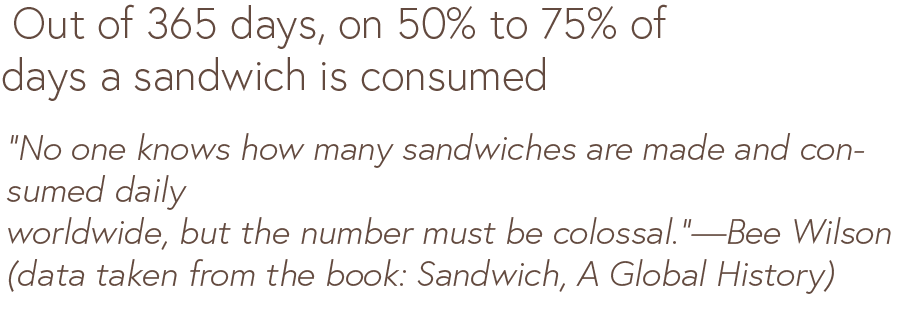 Out of 365 days, on 50% to 75% of
days a sandwich is consumed
"No one knows how many sandwiches are made and con-
sumed daily
worldwide, but the number must be colossal."—Bee Wilson
(data taken from the book: Sandwich, A Global History)